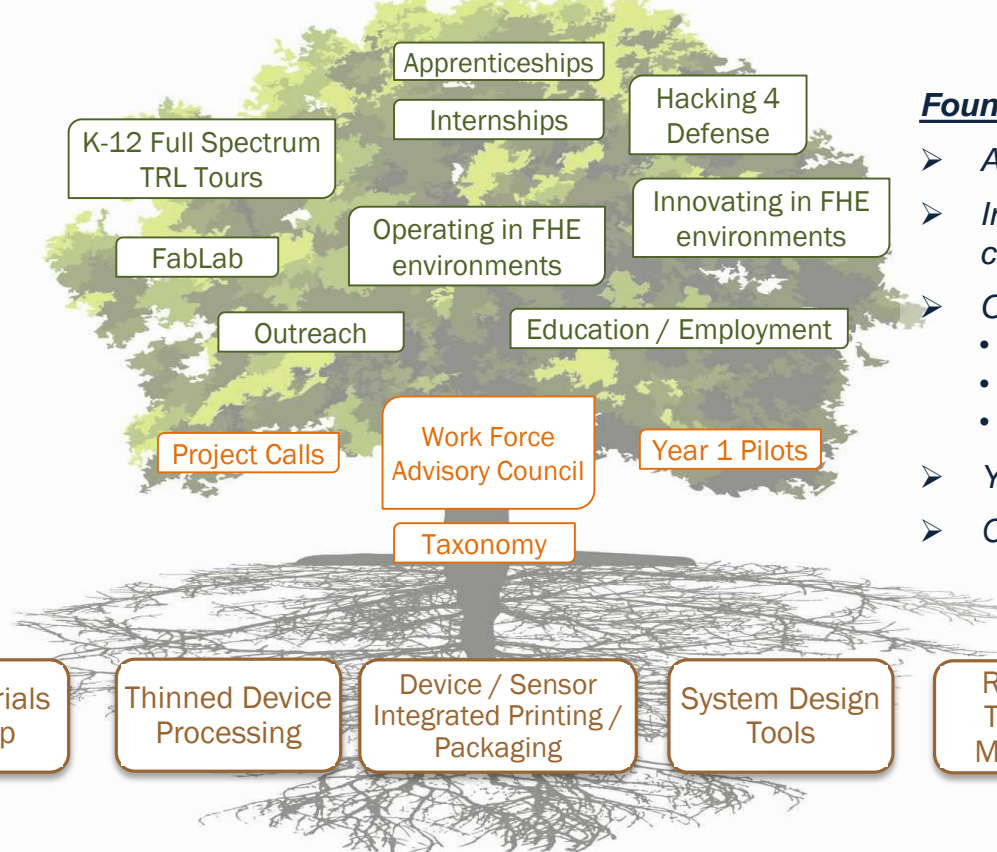 Apprenticeships
Internships
Hacking 4
Defense
K-12 Full Spectrum
TRL Tours
Innovating in FHE
environments
Operating in FHE
environments
FabLab
Outreach
Education / Employment
Project Calls
Work Force
Advisory Council
Year 1 Pilots
Taxonomy
Thinned Device
Processing
Device / Sensor
Integrated Printing /
Packaging
System Design
Tools